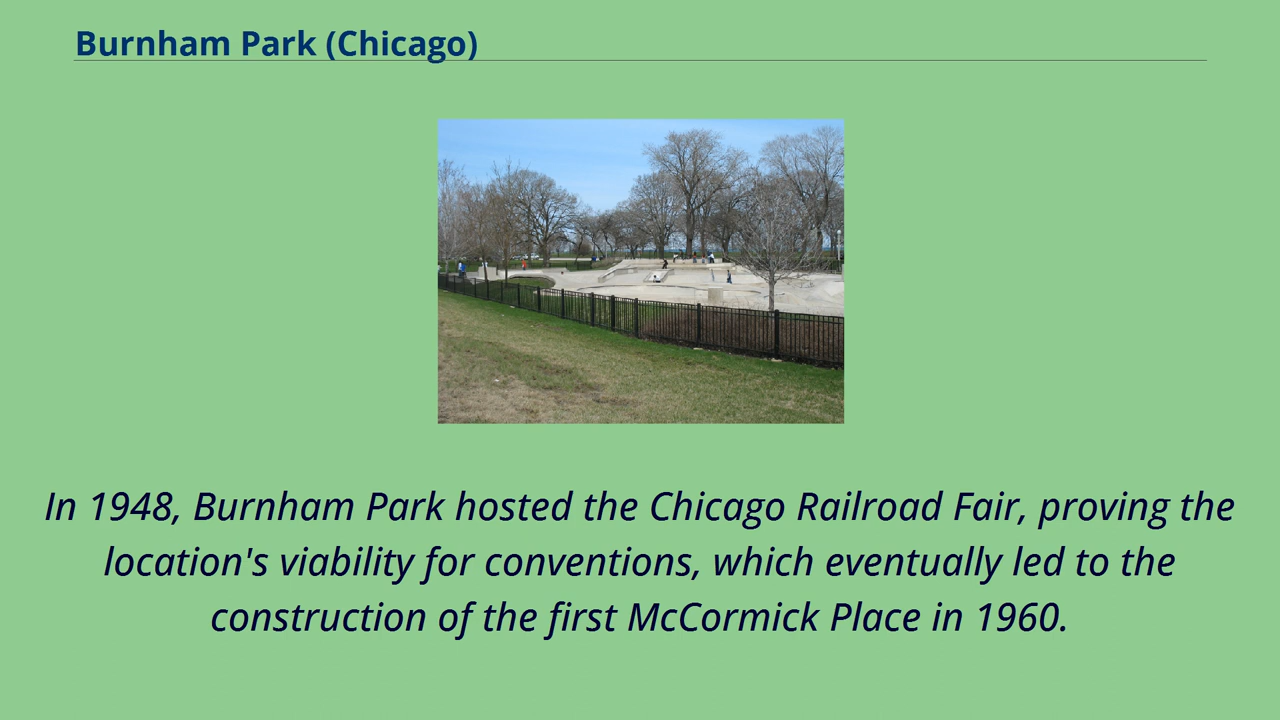 Burnham Park (Chicago)
In 1948, Burnham Park hosted the Chicago Railroad Fair, proving the
location's viability for conventions, which eventually led to the
construction of the first McCormick Place in 1960.